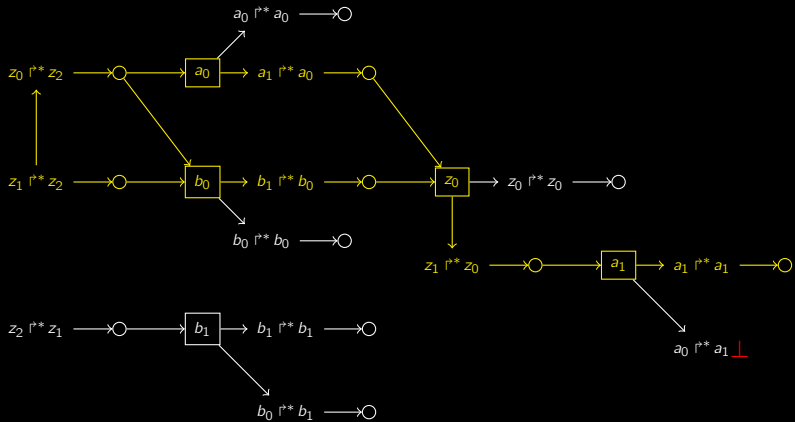 a₀ ↱* a₀
z₀ ↱* z₂ a₀ a₁ ↱* a₀
z₁ ↱* z₂ b₀ b₁ ↱* b₀ z₀ z₀ ↱* z₀
b₀ ↱* b₀
z₁ ↱* z₀ a₁ a₁ ↱* a₁
z₂ ↱* z₁ b₁ b₁ ↱* b₁
a₀ ↱* a₁ ⊥
b₀ ↱* b₁